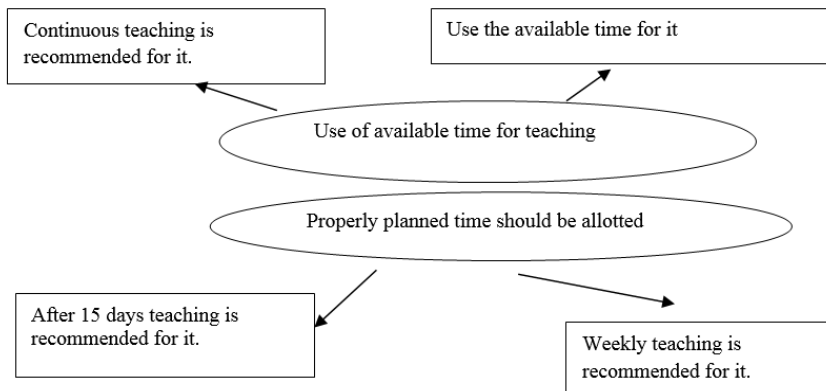 Continuous teaching is
recommended for it.
Use the available time for it
Use of available time for teaching
Properly planned time should be allotted
After 15 days teaching is
recommended for it.
Weekly teaching is
recommended for it.